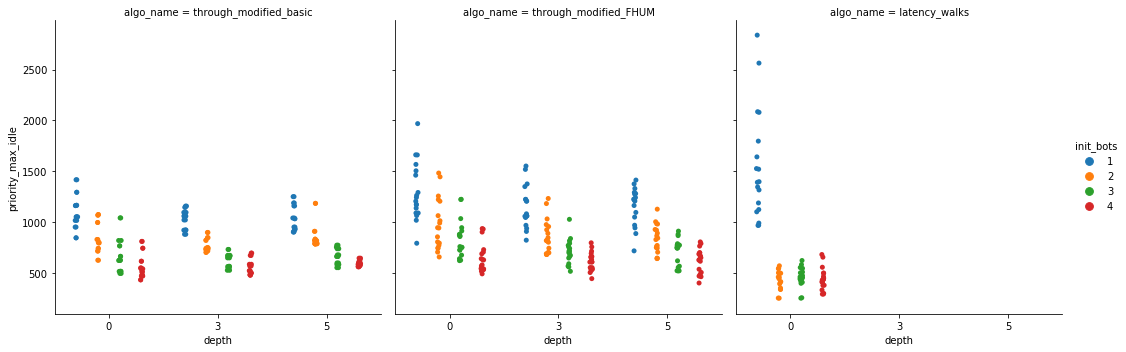 algo_name = through_modified_basic
algo_name = through_modified_FHUM
algo_name = latency_walks
priority_max_idle
2500
2000
1500
1000
500
0 3 5
depth
0 3 5
depth
0 3 5
depth
init_bots
1
2
3
4